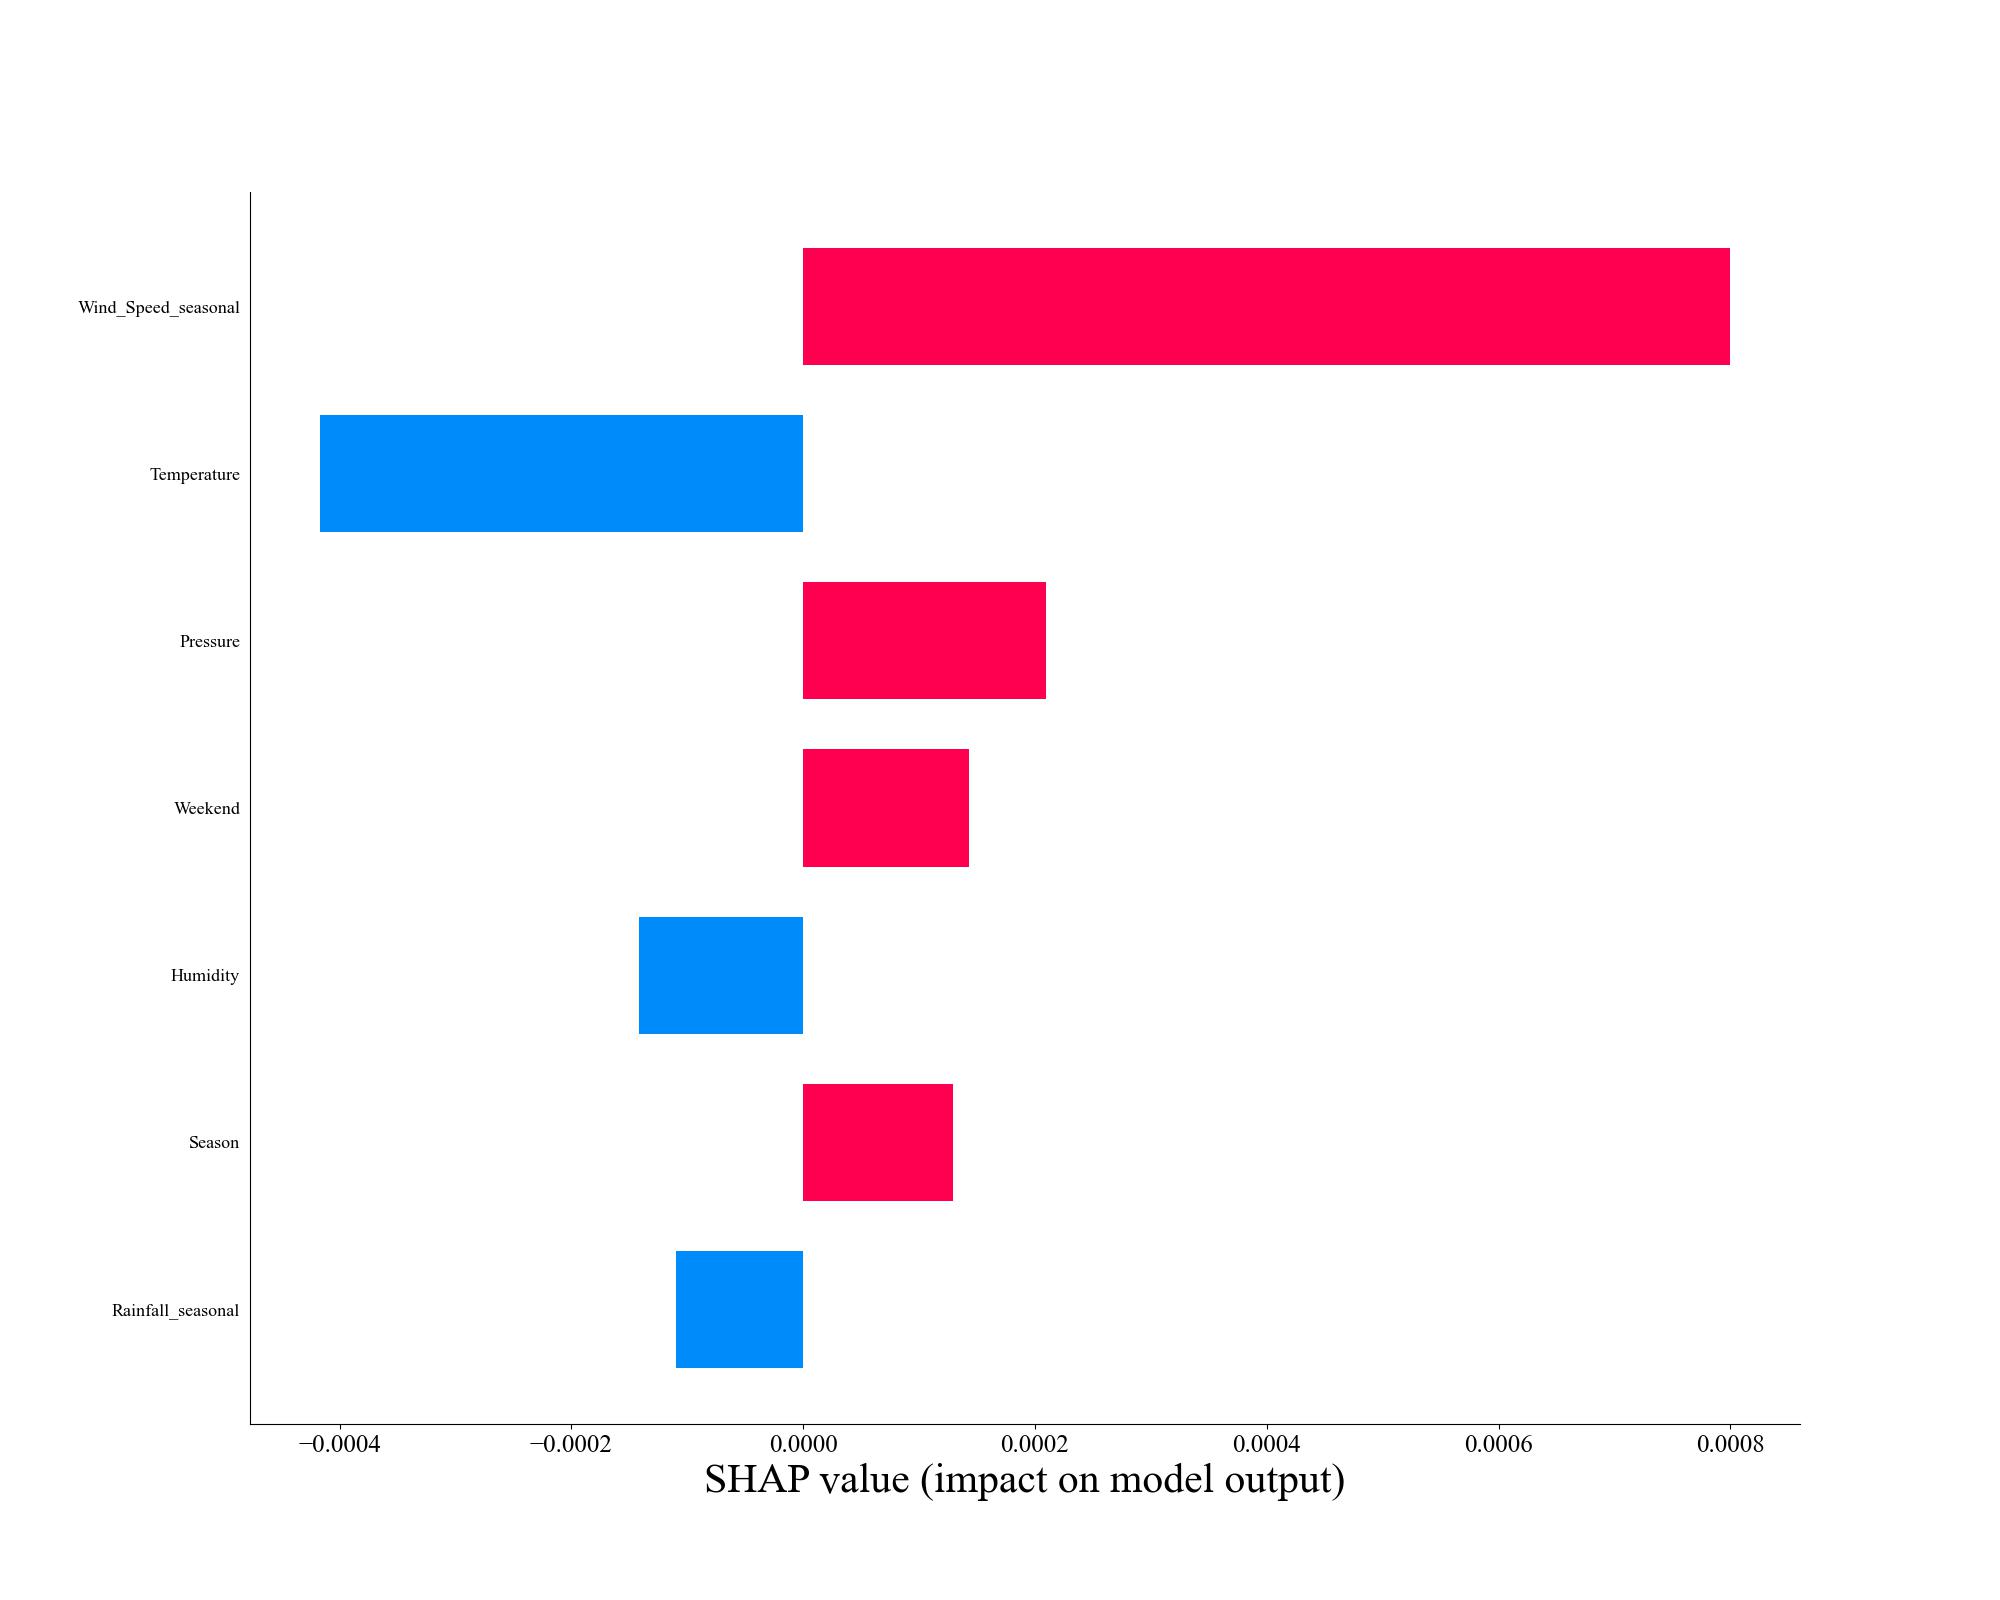 Wind_Speed_seasonal
Temperature
Pressure
Weekend
Humidity
Season
Rainfall_seasonal
−0.0004 −0.0002 0.0000 0.0002 0.0004 0.0006 0.0008
SHAP value (impact on model output)